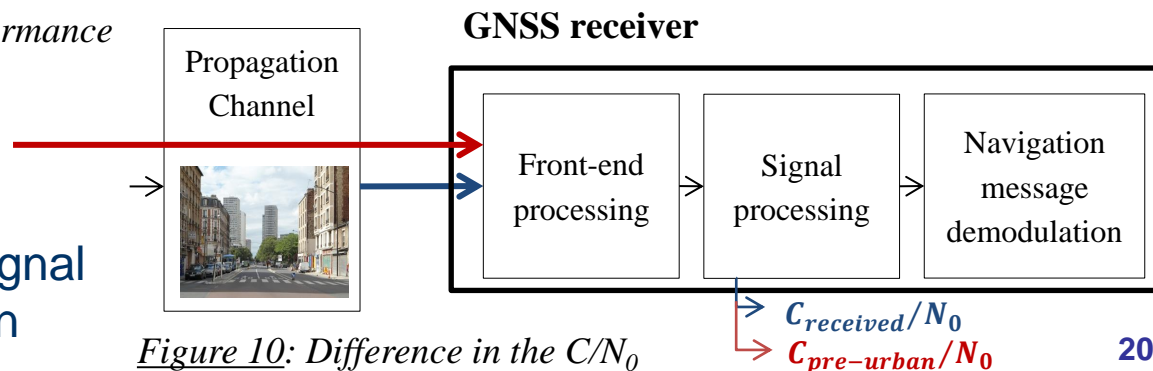 rmance
GNSS receiver
Propagation
Channel
Front-end
processing
Signal
processing
Navigation
message
demodulation
gnal
n
C_received/N_0
C_pre−urban/N_0
Figure 10: Difference in the C/N_0
20